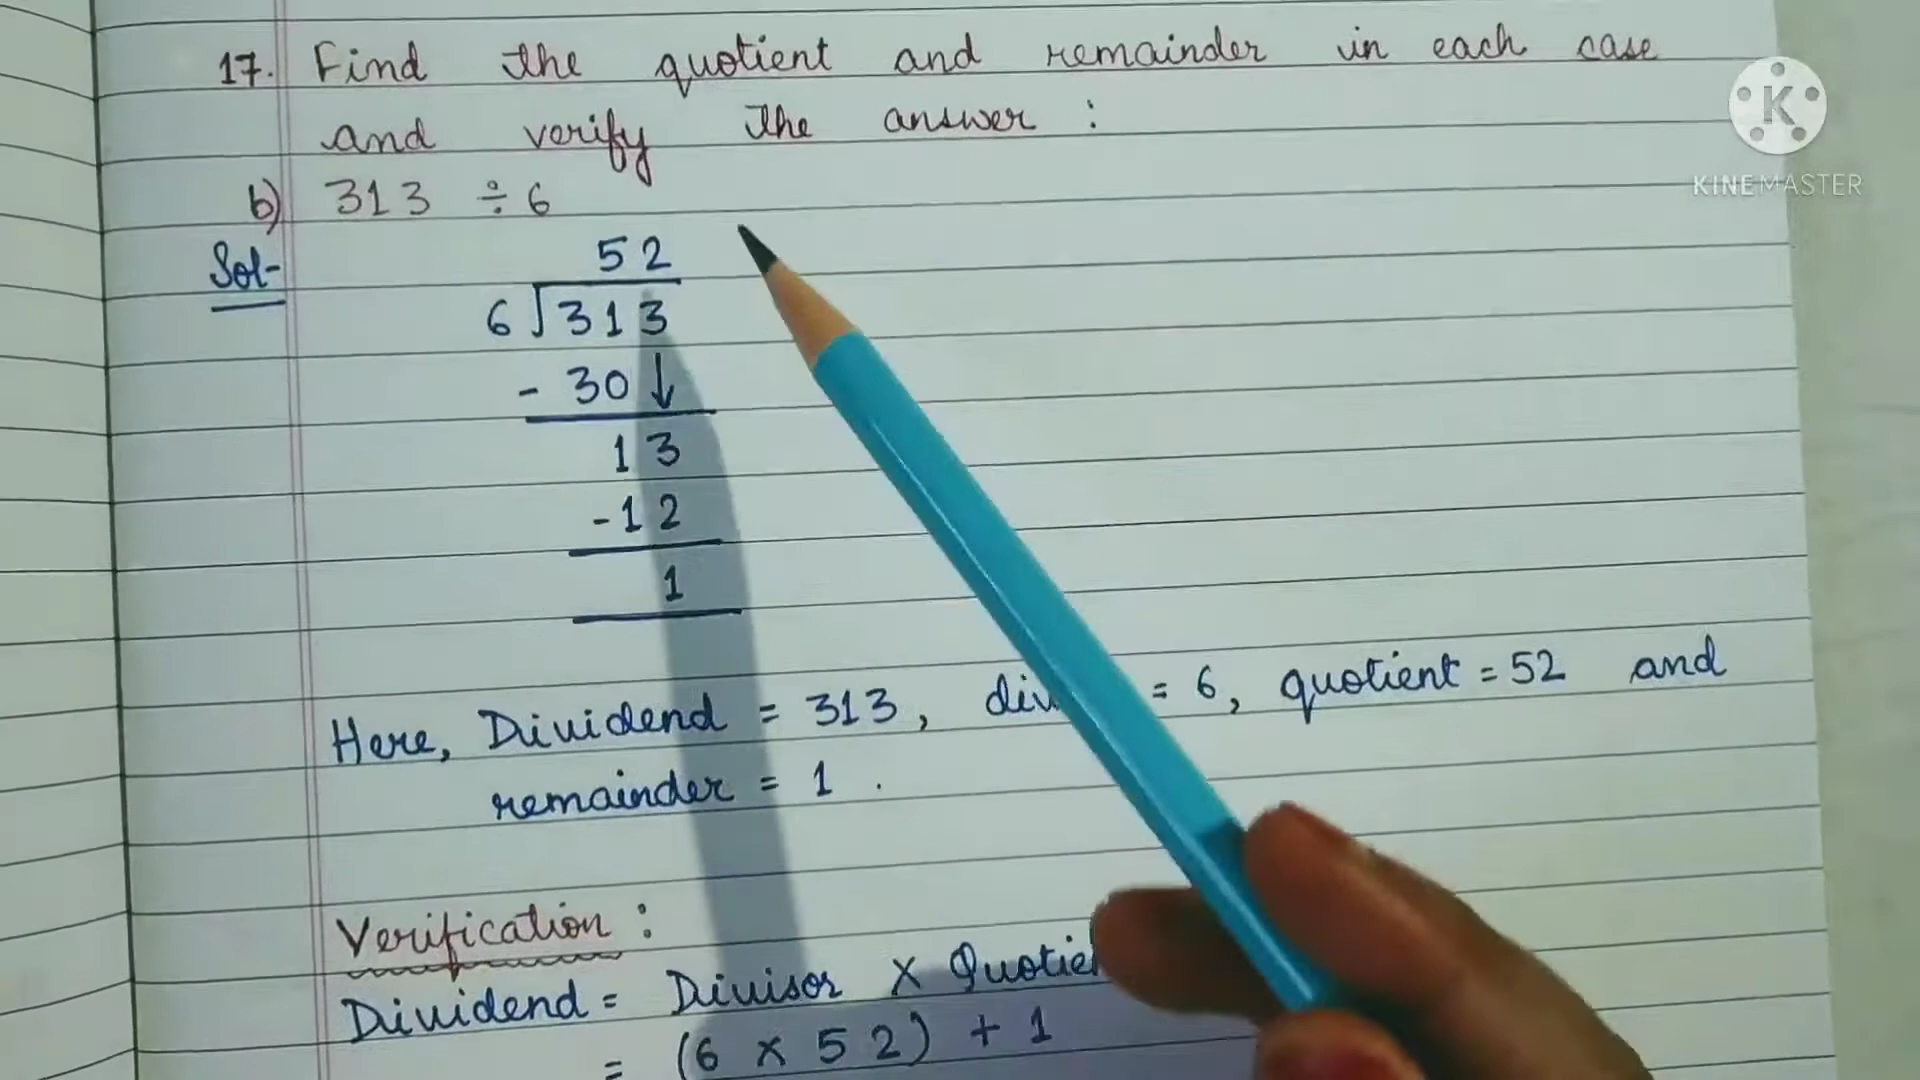 17. Find the quotient and remainder in each case
and verify the answer :
b) 313 ÷ 6
Sol-
52
6 313
- 30 ↓
13
-12
1
Here, Dividend = 313, = 6, quotient = 52 and
remainder = 1 .
Verification :
Dividend = Divisor X
= (6 x 52) + 1
K
KINEMASTER